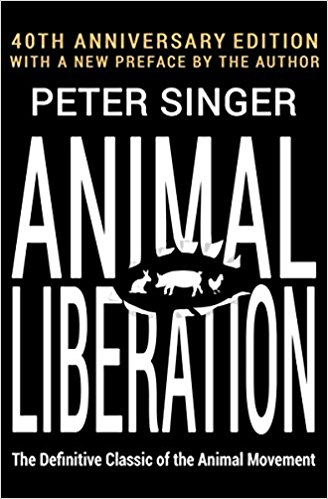 40TH ANNIVERSARY EDITION
WITH A NEW PREFACE BY THE AUTHOR
PETER SINGER
ANIMAL
LIBERATION
The Definitive Classic of the Animal Movement